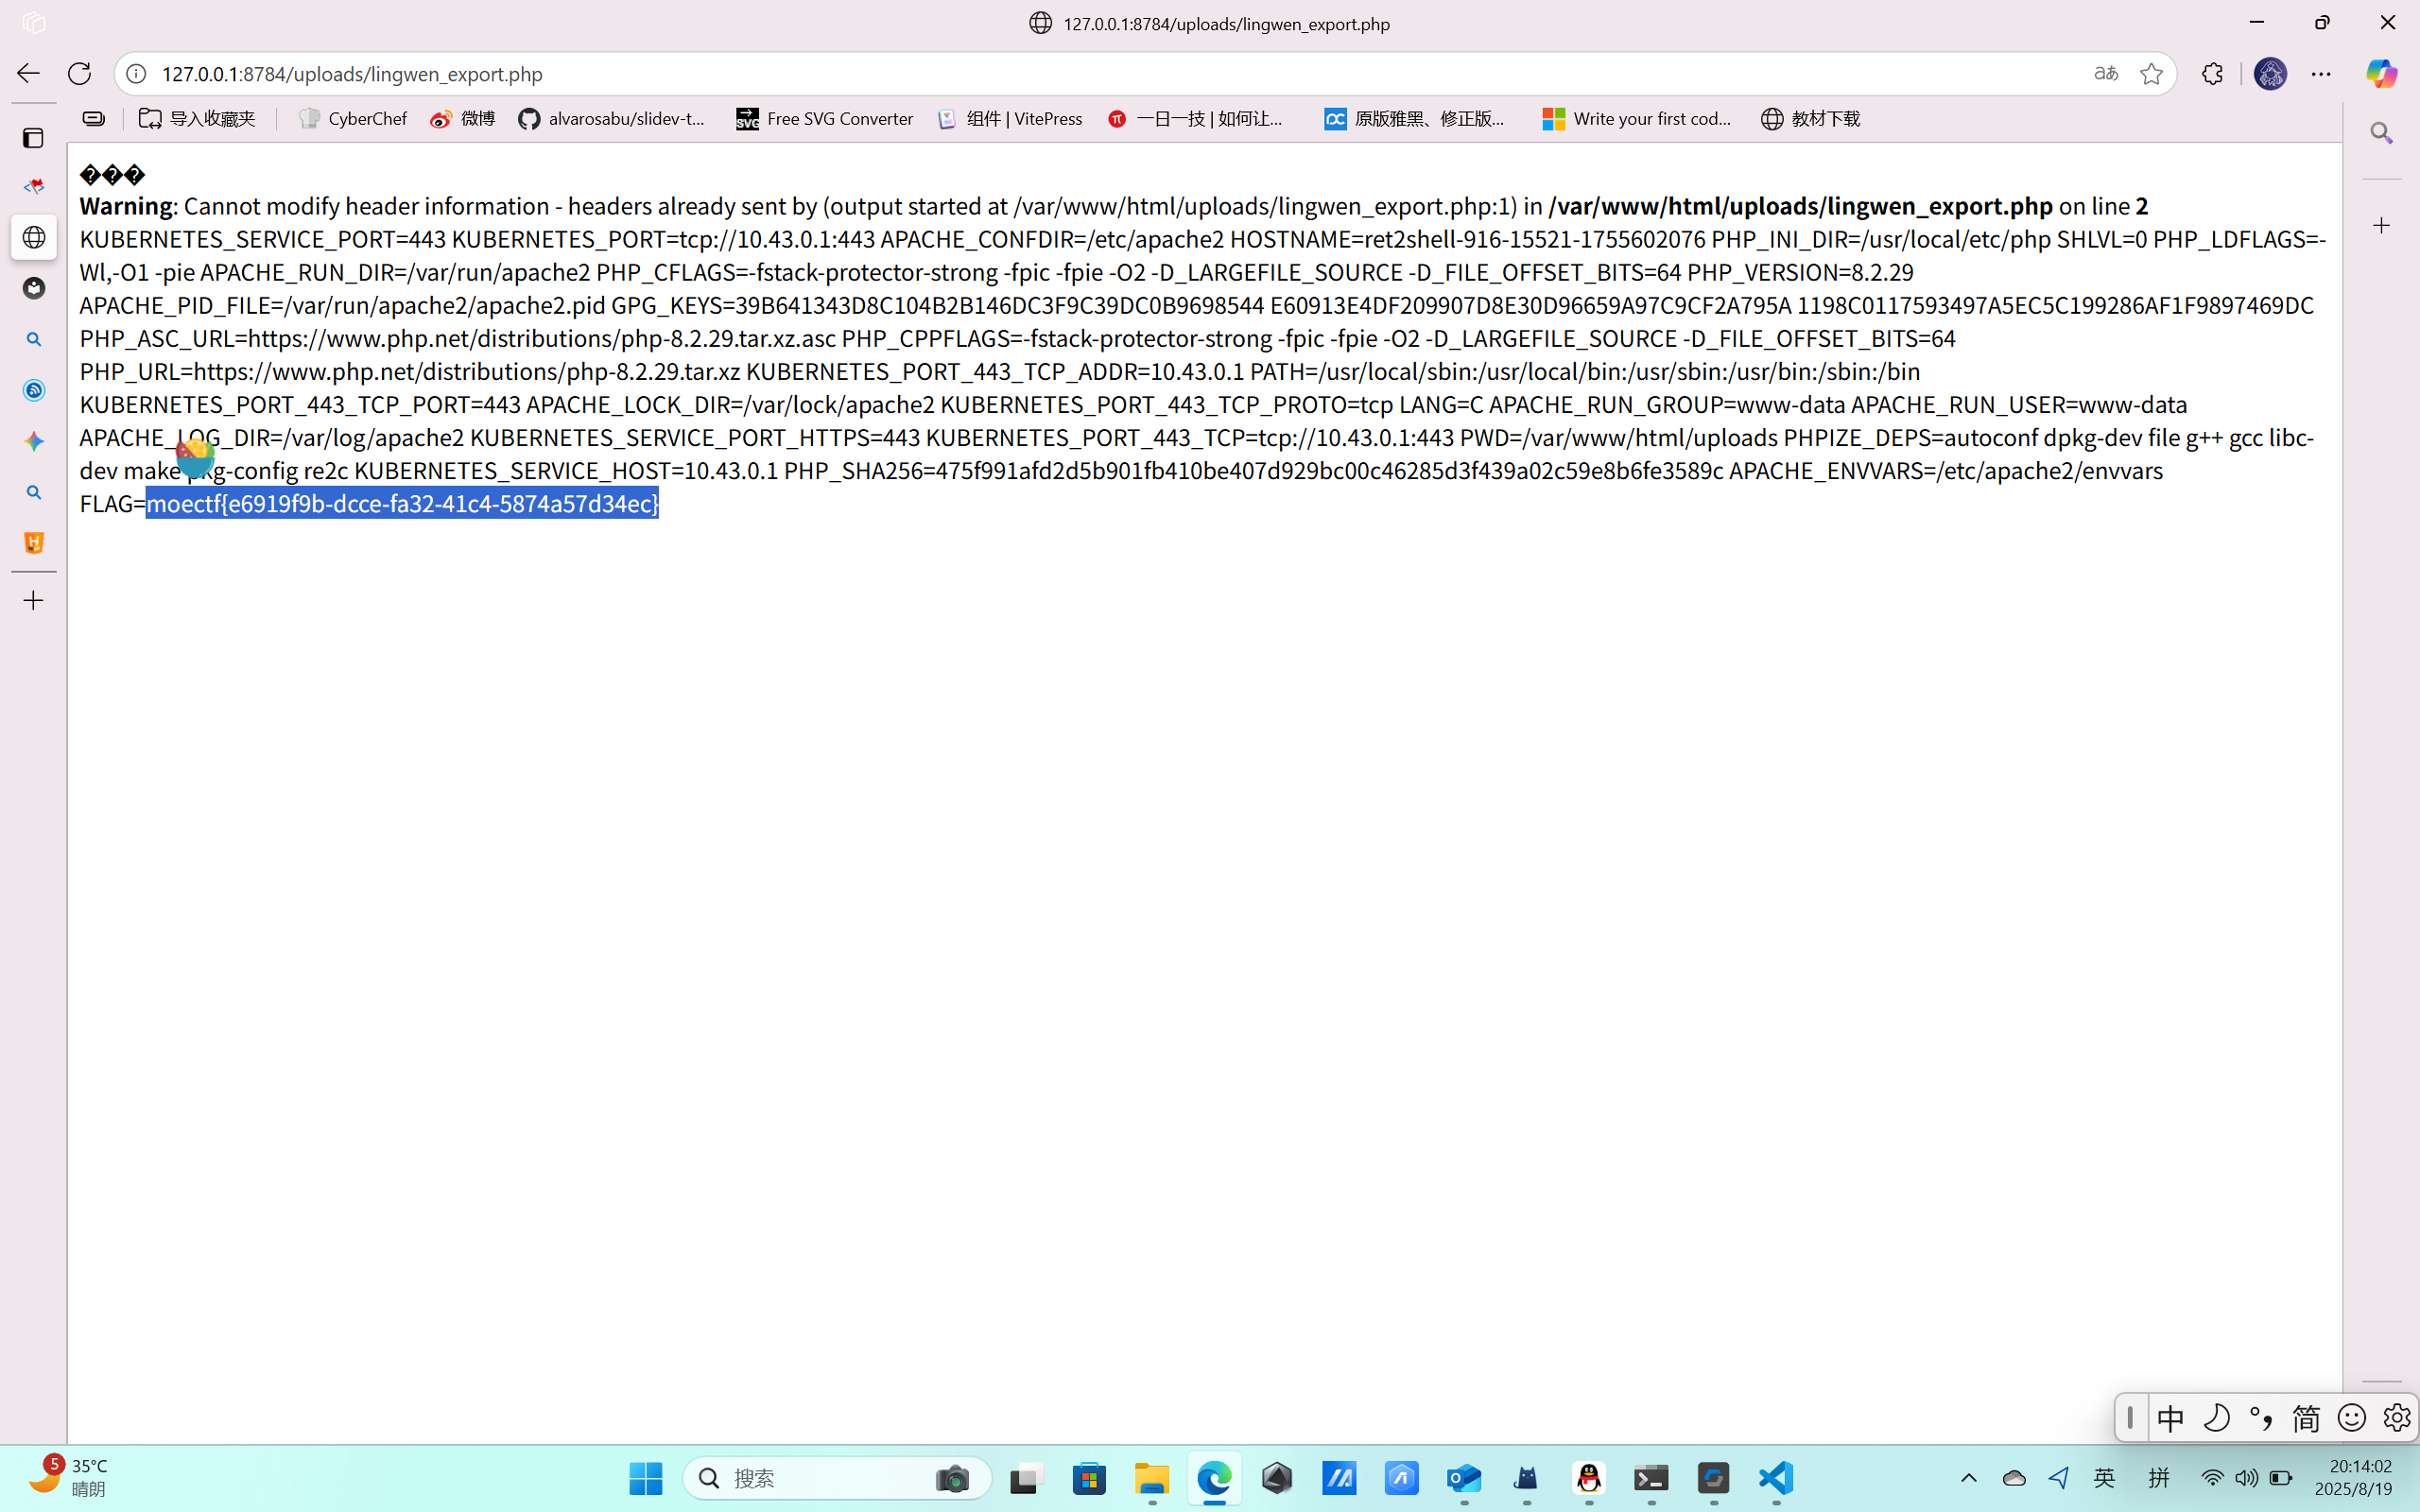 127.0.0.1:8784/uploads/lingwen_export.php
127.0.0.1:8784/uploads/lingwen_export.php
导入收藏夹 CyberChef 微博 alvarosabu/slidev-t... Free SVG Converter 组件 | VitePress 一日一技 | 如何让... 原版雅黑、修正版... Write your first cod... 教材下载
���
Warning: Cannot modify header information - headers already sent by (output started at /var/www/html/uploads/lingwen_export.php:1) in /var/www/html/uploads/lingwen_export.php on line 2
KUBERNETES_SERVICE_PORT=443 KUBERNETES_PORT=tcp://10.43.0.1:443 APACHE_CONFDIR=/etc/apache2 HOSTNAME=ret2shell-916-15521-1755602076 PHP_INI_DIR=/usr/local/etc/php SHLVL=0 PHP_LDFLAGS=-
Wl,-O1 -pie APACHE_RUN_DIR=/var/run/apache2 PHP_CFLAGS=-fstack-protector-strong -fpic -fpie -O2 -D_LARGEFILE_SOURCE -D_FILE_OFFSET_BITS=64 PHP_VERSION=8.2.29
APACHE_PID_FILE=/var/run/apache2/apache2.pid GPG_KEYS=39B641343D8C104B2B146DC3F9C39DC0B9698544 E60913E4DF209907D8E30D96659A97C9CF2A795A 1198C0117593497A5EC5C199286AF1F9897469DC
PHP_ASC_URL=https://www.php.net/distributions/php-8.2.29.tar.xz.asc PHP_CPPFLAGS=-fstack-protector-strong -fpic -fpie -O2 -D_LARGEFILE_SOURCE -D_FILE_OFFSET_BITS=64
PHP_URL=https://www.php.net/distributions/php-8.2.29.tar.xz KUBERNETES_PORT_443_TCP_ADDR=10.43.0.1 PATH=/usr/local/sbin:/usr/local/bin:/usr/sbin:/usr/bin:/sbin:/bin
KUBERNETES_PORT_443_TCP_PORT=443 APACHE_LOCK_DIR=/var/lock/apache2 KUBERNETES_PORT_443_TCP_PROTO=tcp LANG=C APACHE_RUN_GROUP=www-data APACHE_RUN_USER=www-data
APACHE_LOG_DIR=/var/log/apache2 KUBERNETES_SERVICE_PORT_HTTPS=443 KUBERNETES_PORT_443_TCP=tcp://10.43.0.1:443 PWD=/var/www/html/uploads PHPIZE_DEPS=autoconf dpkg-dev file g++ gcc libc-
dev make pkg-config re2c KUBERNETES_SERVICE_HOST=10.43.0.1 PHP_SHA256=475f991afd2d5b901fb410be407d929bc00c46285d3f439a02c59e8b6fe3589c APACHE_ENVVARS=/etc/apache2/envvars
FLAG=moectf{e6919f9b-dcce-fa32-41c4-5874a57d34ec}
中 简
5 35°C
晴朗
搜索
英 拼
20:14:02
2025/8/19